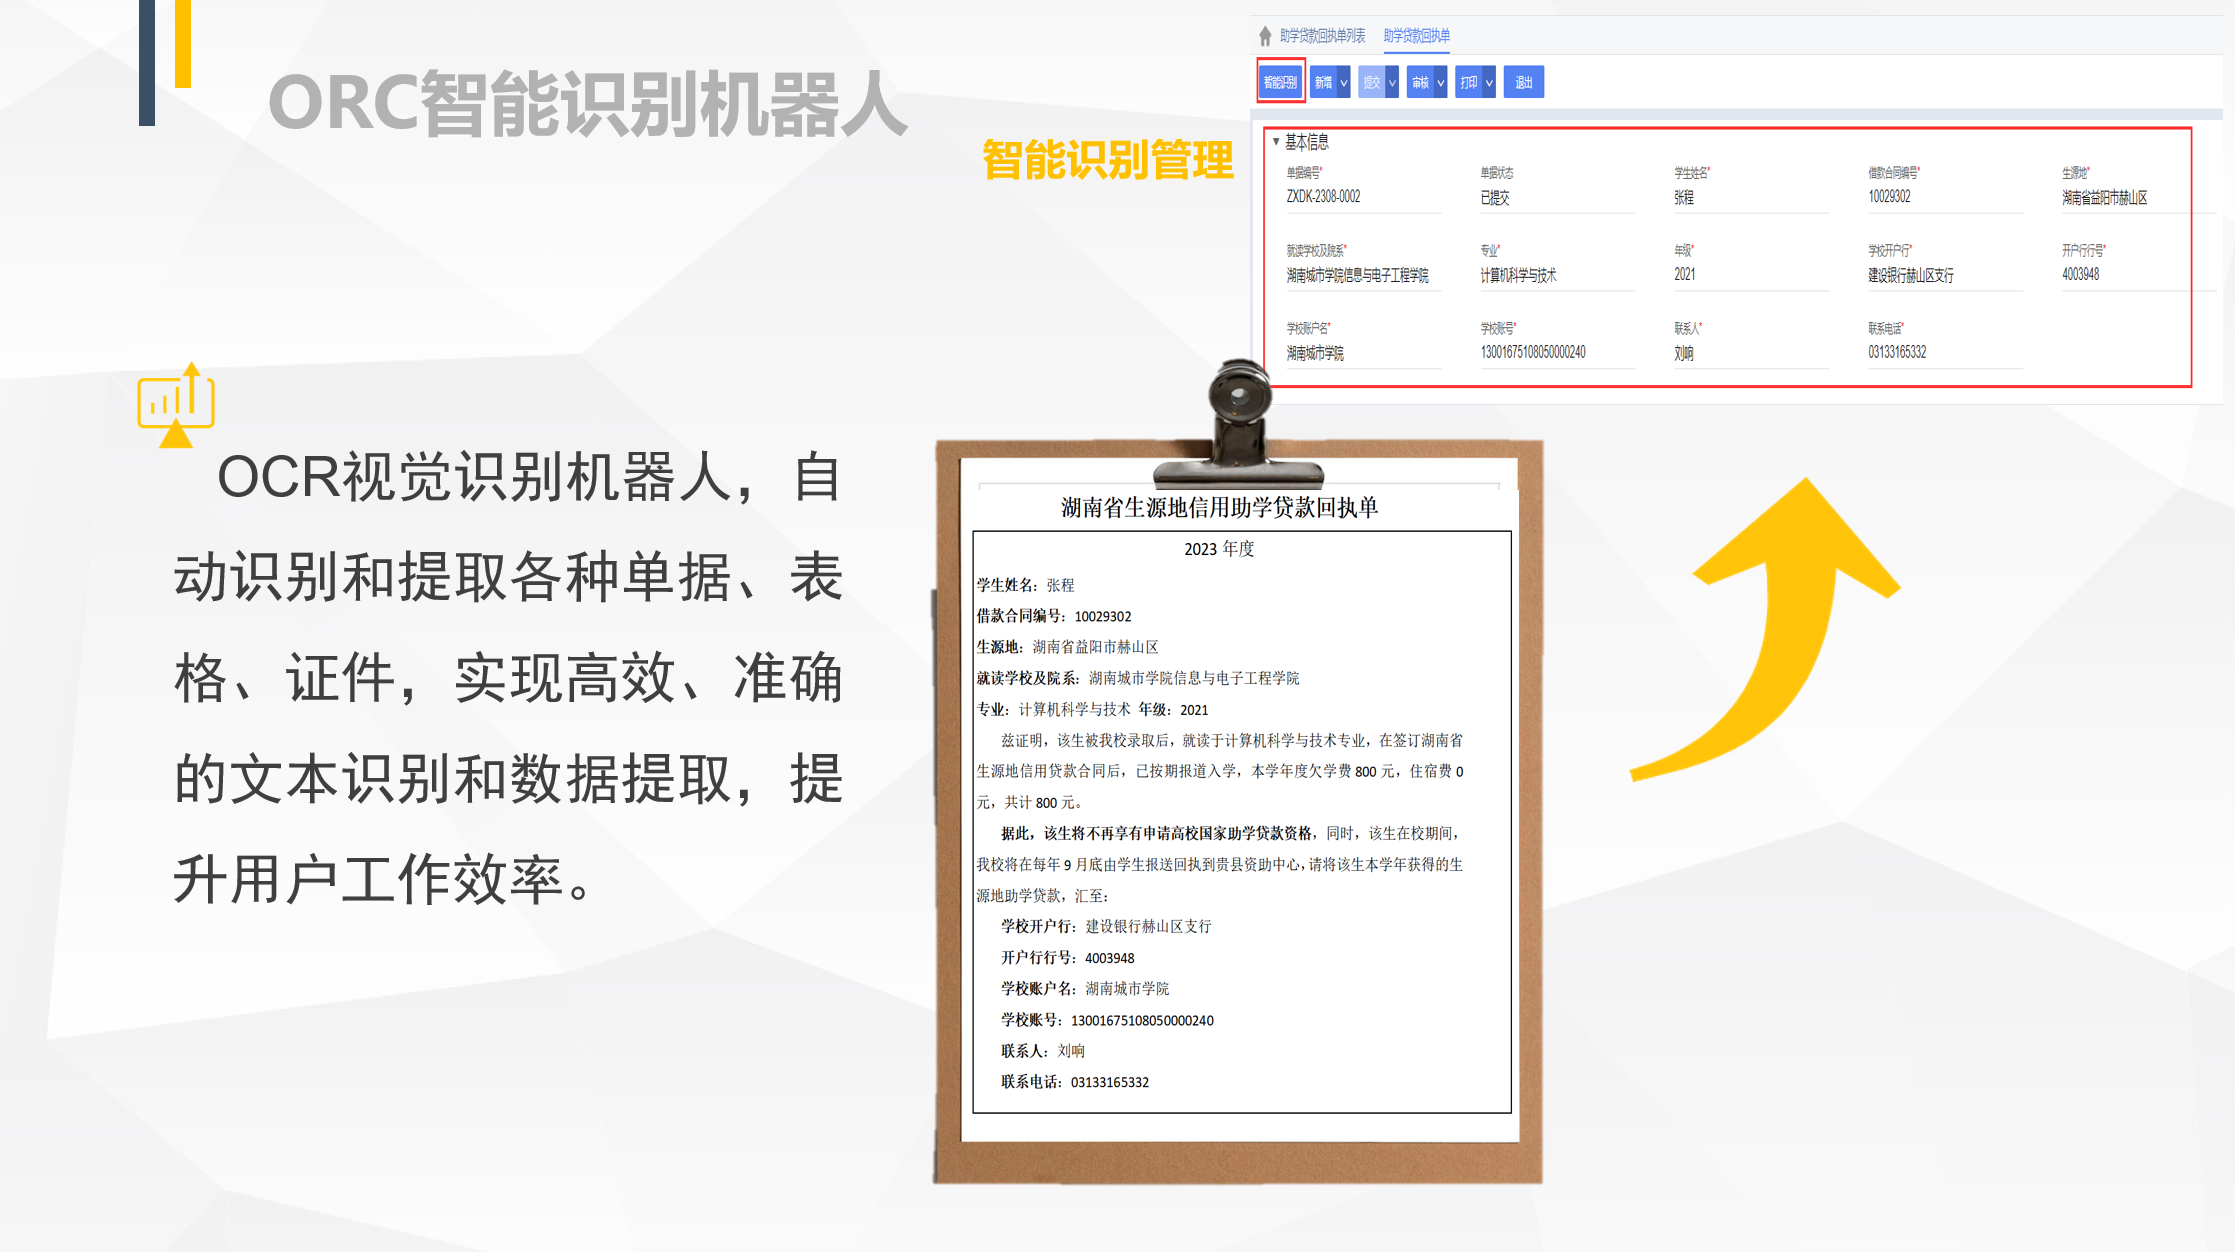 ORC智能识别机器人
智能识别管理
OCR视觉识别机器人，自
动识别和提取各种单据、表
格、证件，实现高效、准确
的文本识别和数据提取，提
升用户工作效率。
助学贷款回执单列表 助学贷款回执单
智能识别 新增 提交 审核 打印 退出
基本信息
单据编号* 单据状态 学生姓名* 借款合同编号* 生源地*
ZXDK-2308-0002 已提交 张程 10029302 湖南省益阳市赫山区
就读学校及院系* 专业* 年级* 学校开户行* 开户行行号*
湖南城市学院信息与电子工程学院 计算机科学与技术 2021 建设银行赫山区支行 4003948
学校账户名* 学校账号* 联系人* 联系电话*
湖南城市学院 13001675108050000240 刘响 03133165332
湖南省生源地信用助学贷款回执单
2023 年度
学生姓名：张程
借款合同编号：10029302
生源地：湖南省益阳市赫山区
就读学校及院系：湖南城市学院信息与电子工程学院
专业：计算机科学与技术 年级：2021
兹证明，该生被我校录取后，就读于计算机科学与技术专业，在签订湖南省
生源地信用贷款合同后，已按期报道入学，本学年度欠学费 800 元，住宿费 0
元，共计 800 元。
据此，该生将不再享有申请高校国家助学贷款资格，同时，该生在校期间，
我校将在每年 9 月底由学生报送回执到贵县资助中心，请将该生本学年获得的生
源地助学贷款，汇至：
学校开户行：建设银行赫山区支行
开户行行号：4003948
学校账户名：湖南城市学院
学校账号：13001675108050000240
联系人：刘响
联系电话：03133165332